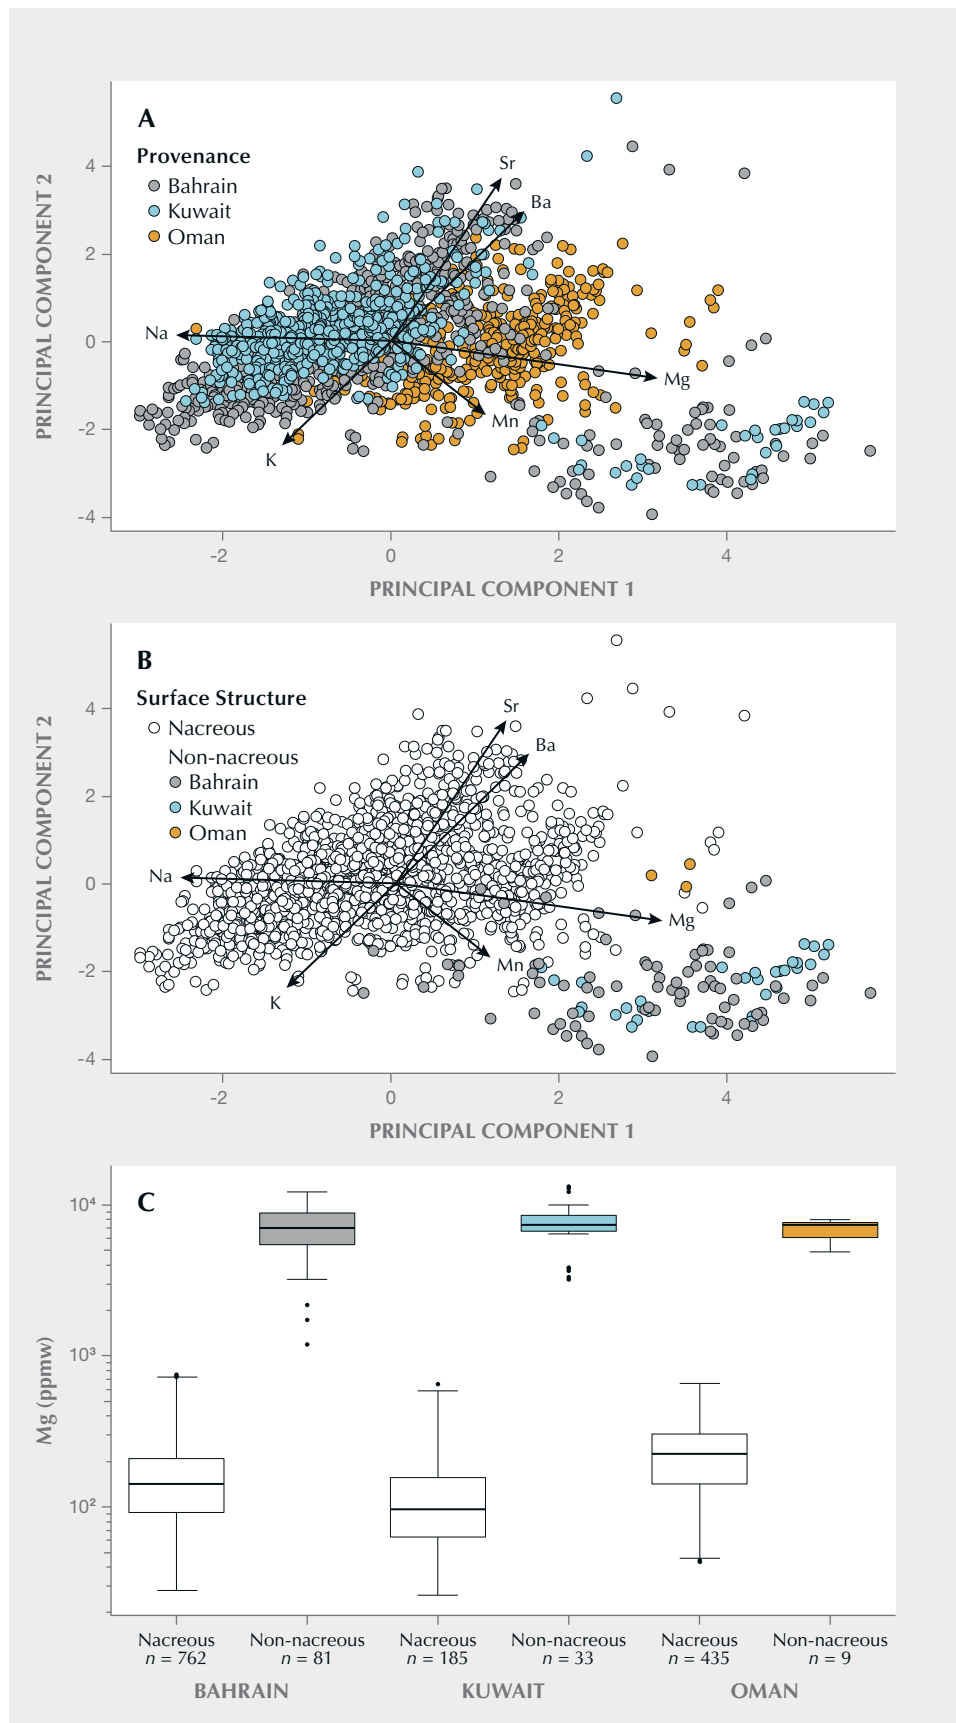 A
Provenance
Bahrain
Kuwait
Oman
Sr
Ba
Na
Mg
Mn
K
4
2
0
-2
-4
PRINCIPAL COMPONENT 2
-2
0
2
4
PRINCIPAL COMPONENT 1
B
Surface Structure
Nacreous
Non-nacreous
Bahrain
Kuwait
Oman
Sr
Ba
Na
Mg
Mn
K
4
2
0
-2
-4
PRINCIPAL COMPONENT 2
-2
0
2
4
PRINCIPAL COMPONENT 1
C
10⁴
10³
10²
Mg (ppmw)
Nacreous
n = 762
Non-nacreous
n = 81
Nacreous
n = 185
Non-nacreous
n = 33
Nacreous
n = 435
Non-nacreous
n = 9
BAHRAIN
KUWAIT
OMAN